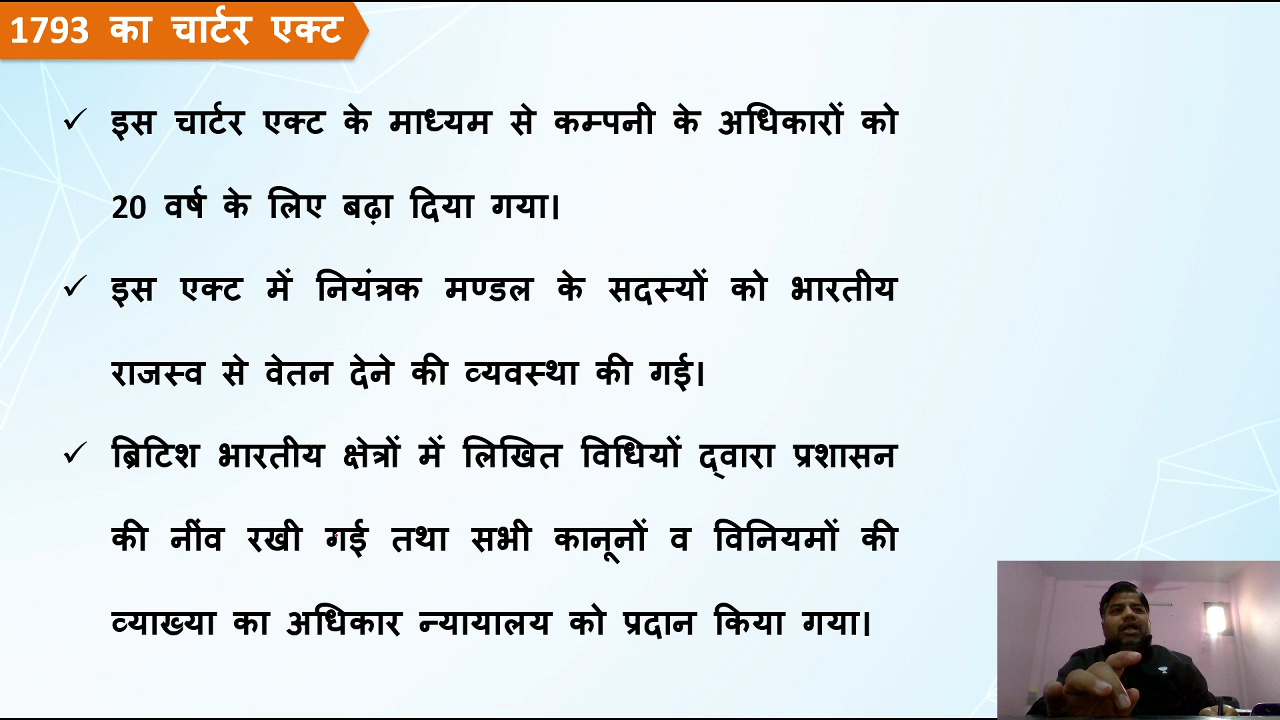 1793 का चार्टर एक्ट
✓ इस चार्टर एक्ट के माध्यम से कम्पनी के अधिकारों को
20 वर्ष के लिए बढ़ा दिया गया।
✓ इस एक्ट में नियंत्रक मण्डल के सदस्यों को भारतीय
राजस्व से वेतन देने की व्यवस्था की गई।
✓ ब्रिटिश भारतीय क्षेत्रों में लिखित विधियों द्वारा प्रशासन
की नींव रखी गई तथा सभी कानूनों व विनियमों की
व्याख्या का अधिकार न्यायालय को प्रदान किया गया।